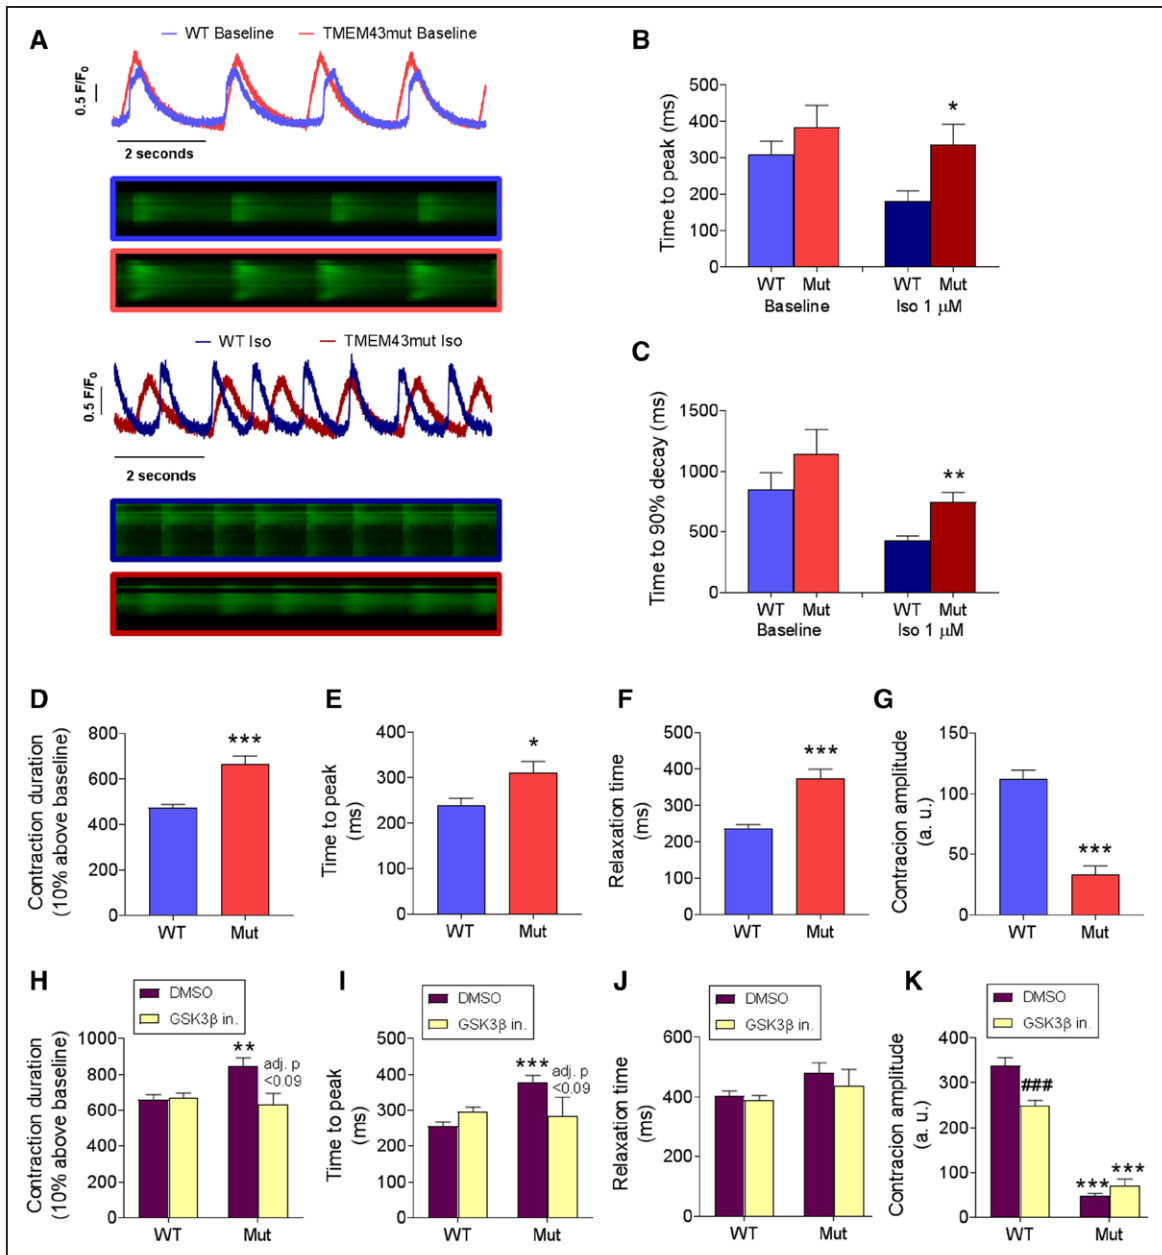 A
WT Baseline
TMEM43mut Baseline
0.5 F/F0
2 seconds
WT Iso
TMEM43mut Iso
0.5 F/F0
2 seconds
B
Time to peak (ms)
500
400
300
200
100
0
*
WT
Mut
WT
Mut
Baseline
Iso 1 μM
C
Time to 90% decay (ms)
1500
1000
500
0
**
WT
Mut
WT
Mut
Baseline
Iso 1 μM
D
Contraction duration
(10% above baseline)
800
600
400
200
0
***
WT
Mut
E
Time to peak
(ms)
400
300
200
100
0
*
WT
Mut
F
Relaxation time
(ms)
500
400
300
200
100
0
***
WT
Mut
G
Contracion amplitude
(a. u.)
150
100
50
0
***
WT
Mut
H
DMSO
GSK3β in.
Contraction duration
(10% above baseline)
1000
800
600
400
200
0
**
adj. p
<0.09
WT
Mut
I
DMSO
GSK3β in.
Time to peak
(ms)
500
400
300
200
100
0
***
adj. p
<0.09
WT
Mut
J
DMSO
GSK3β in.
Relaxation time
(ms)
600
400
200
0
WT
Mut
K
DMSO
GSK3β in.
Contracion amplitude
(a. u.)
400
300
200
100
0
###
***
***
WT
Mut